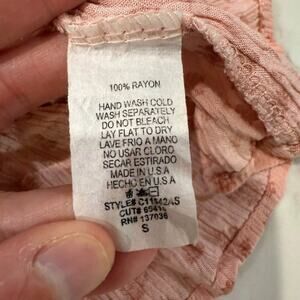 100% RAYON
HAND WASH COLD
WASH SEPARATELY
DO NOT BLEACH
LAY FLAT TO DRY
LAVE FRIO A MANO
NO USAR CLORO
SECAR ESTIRADO
MADE IN U.S.A
HECHO EN U.S.A
STYLE# C11842AS
CUT#
RN# 137036
S